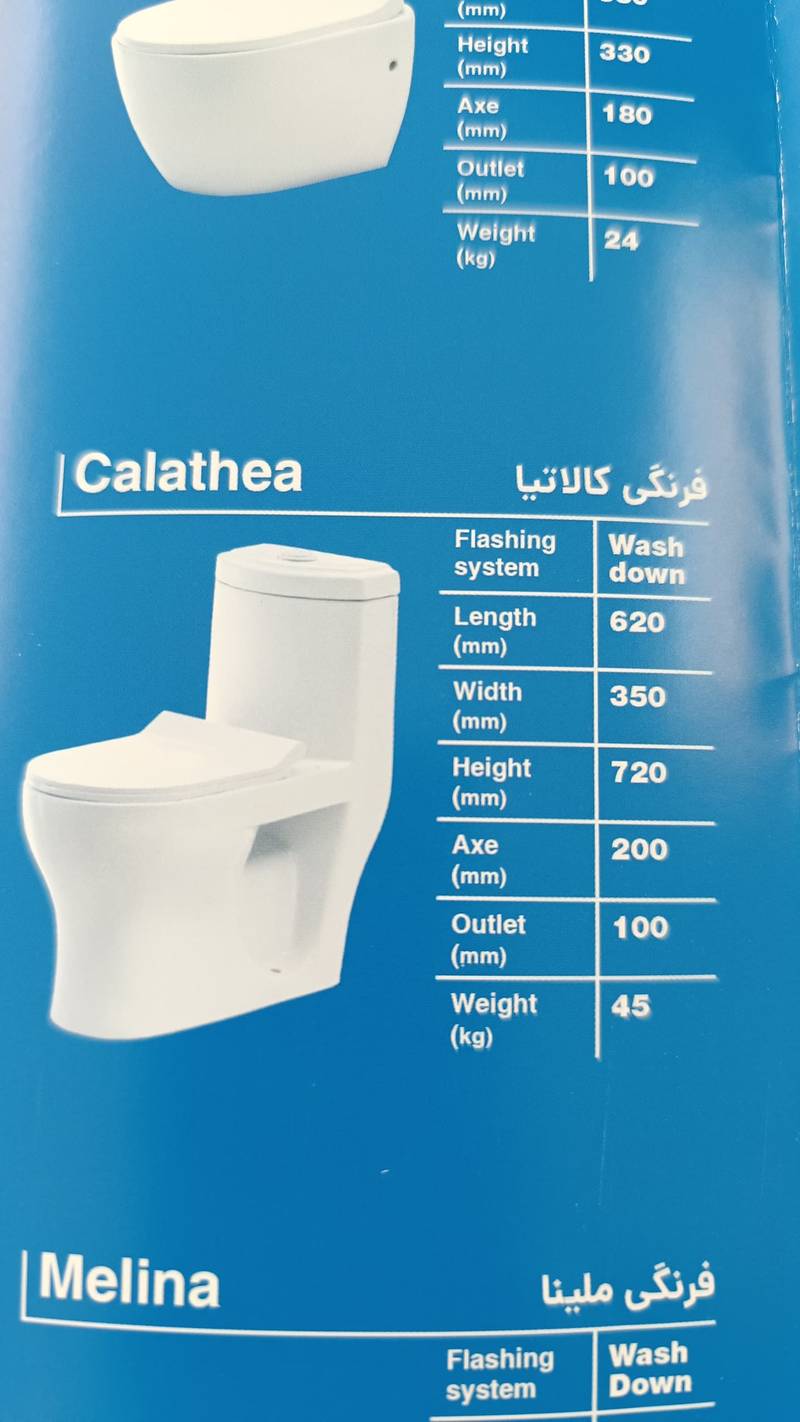 (mm)
Height 330
(mm)
Axe 180
(mm)
Outlet 100
(mm)
Weight 24
(kg)
Calathea فرنگی کالاتیا
Flashing Wash
system down
Length 620
(mm)
Width 350
(mm)
Height 720
(mm)
Axe 200
(mm)
Outlet 100
(mm)
Weight 45
(kg)
Melina فرنگی ملینا
Flashing Wash
system Down